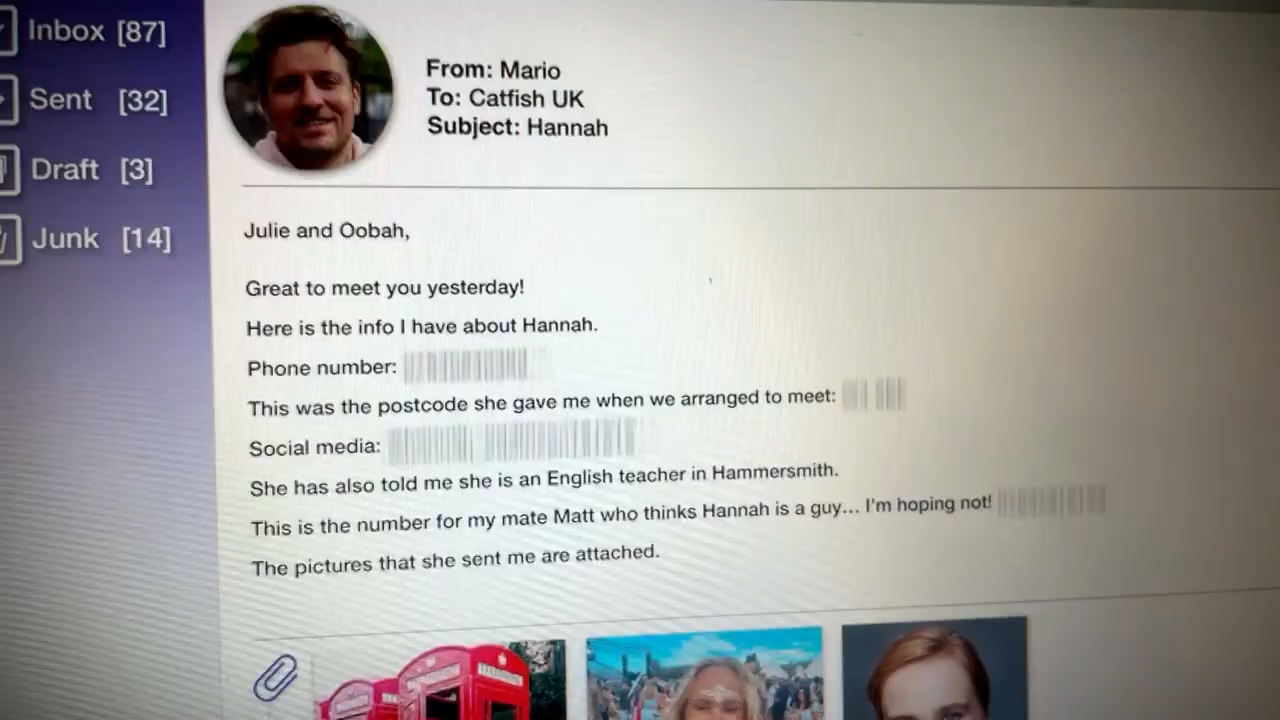 Inbox [87]
Sent [32]
Draft [3]
Junk [14]
From: Mario
To: Catfish UK
Subject: Hannah
Julie and Oobah,
Great to meet you yesterday!
Here is the info I have about Hannah.
Phone number:
This was the postcode she gave me when we arranged to meet:
Social media:
She has also told me she is an English teacher in Hammersmith.
This is the number for my mate Matt who thinks Hannah is a guy... I'm hoping not!
The pictures that she sent me are attached.